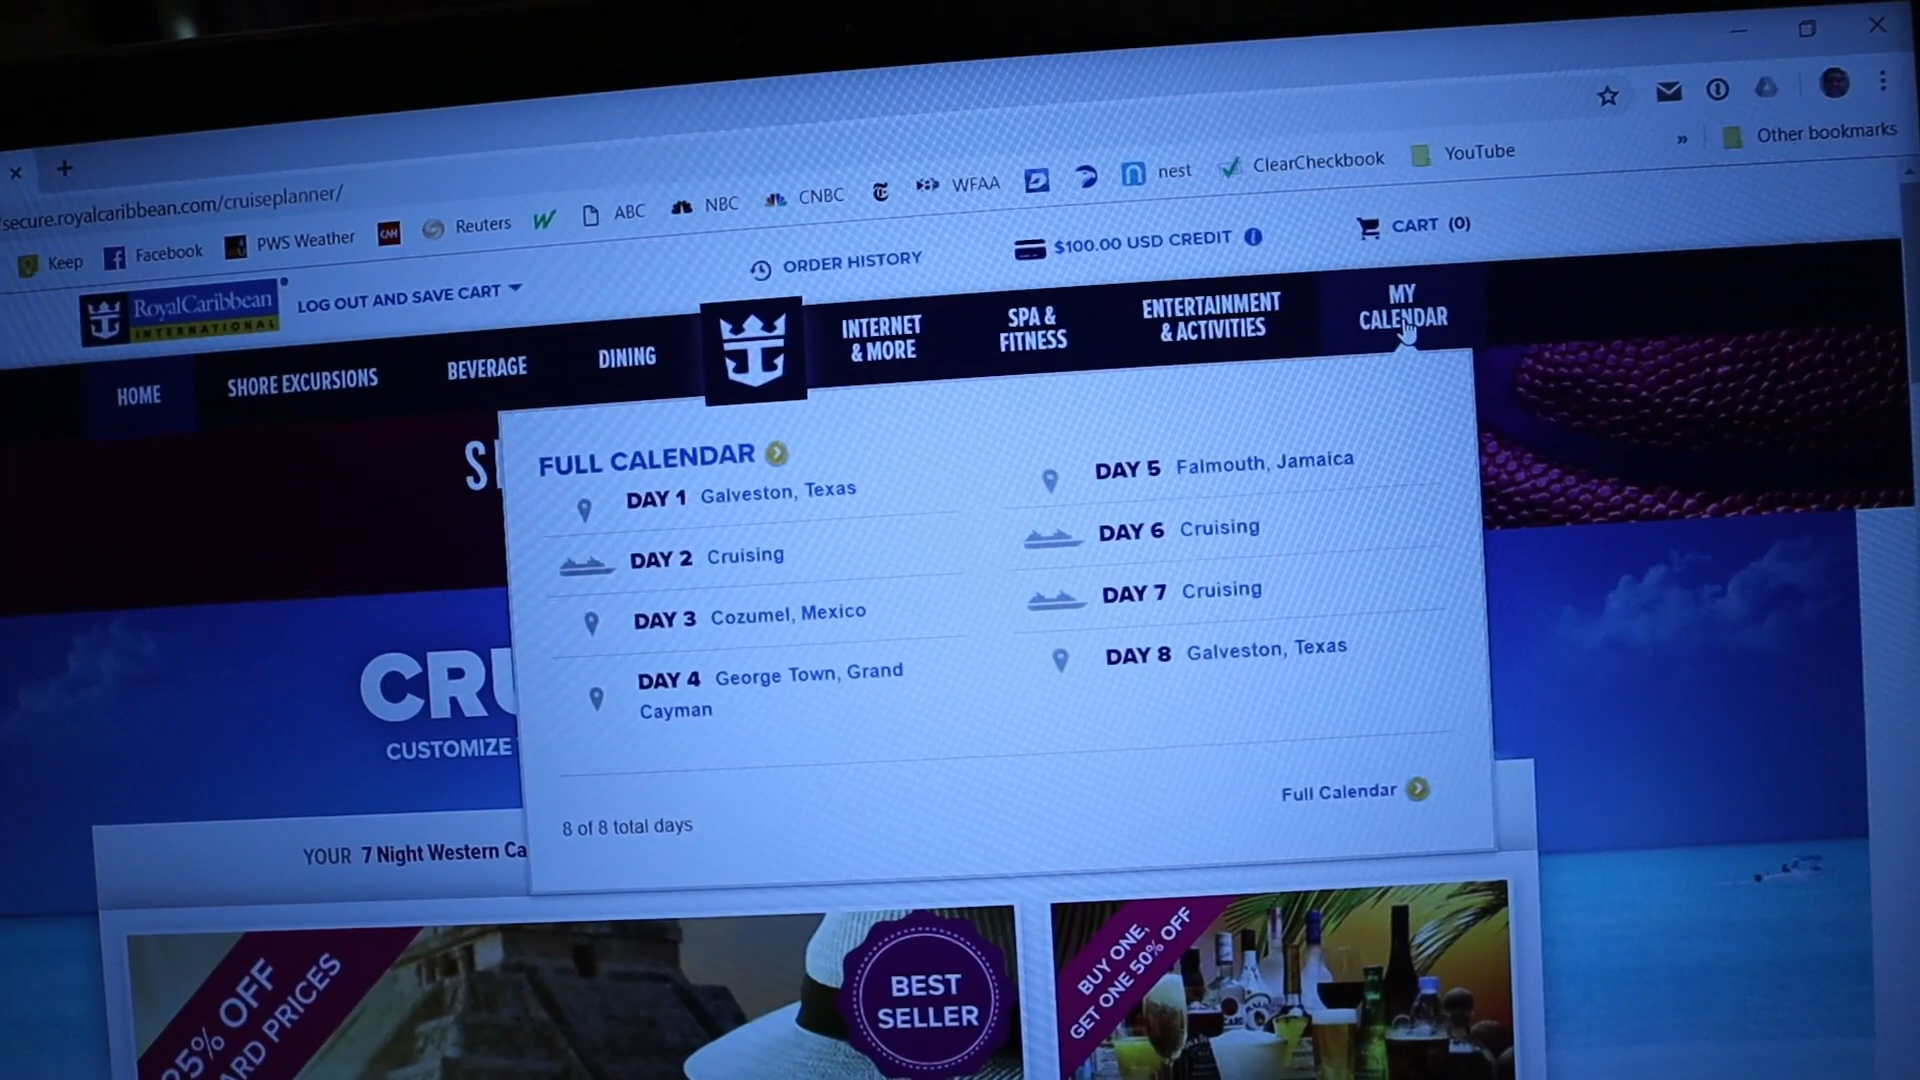 secure.royalcaribbean.com/cruiseplanner/
Other bookmarks
Keep
Facebook
PWS Weather
CNN
Reuters
ABC
NBC
CNBC
WFAA
nest
ClearCheckbook
YouTube
RoyalCaribbean
INTERNATIONAL
LOG OUT AND SAVE CART
ORDER HISTORY
$100.00 USD CREDIT
CART (0)
HOME
SHORE EXCURSIONS
BEVERAGE
DINING
INTERNET
& MORE
SPA &
FITNESS
ENTERTAINMENT
& ACTIVITIES
MY
CALENDAR
FULL CALENDAR
DAY 1 Galveston, Texas
DAY 2 Cruising
DAY 3 Cozumel, Mexico
DAY 4 George Town, Grand
Cayman
DAY 5 Falmouth, Jamaica
DAY 6 Cruising
DAY 7 Cruising
DAY 8 Galveston, Texas
8 of 8 total days
Full Calendar
CRU
CUSTOMIZE
YOUR 7 Night Western Ca
25% OFF
ARD PRICES
BEST
SELLER
BUY ONE,
GET ONE 50% OFF